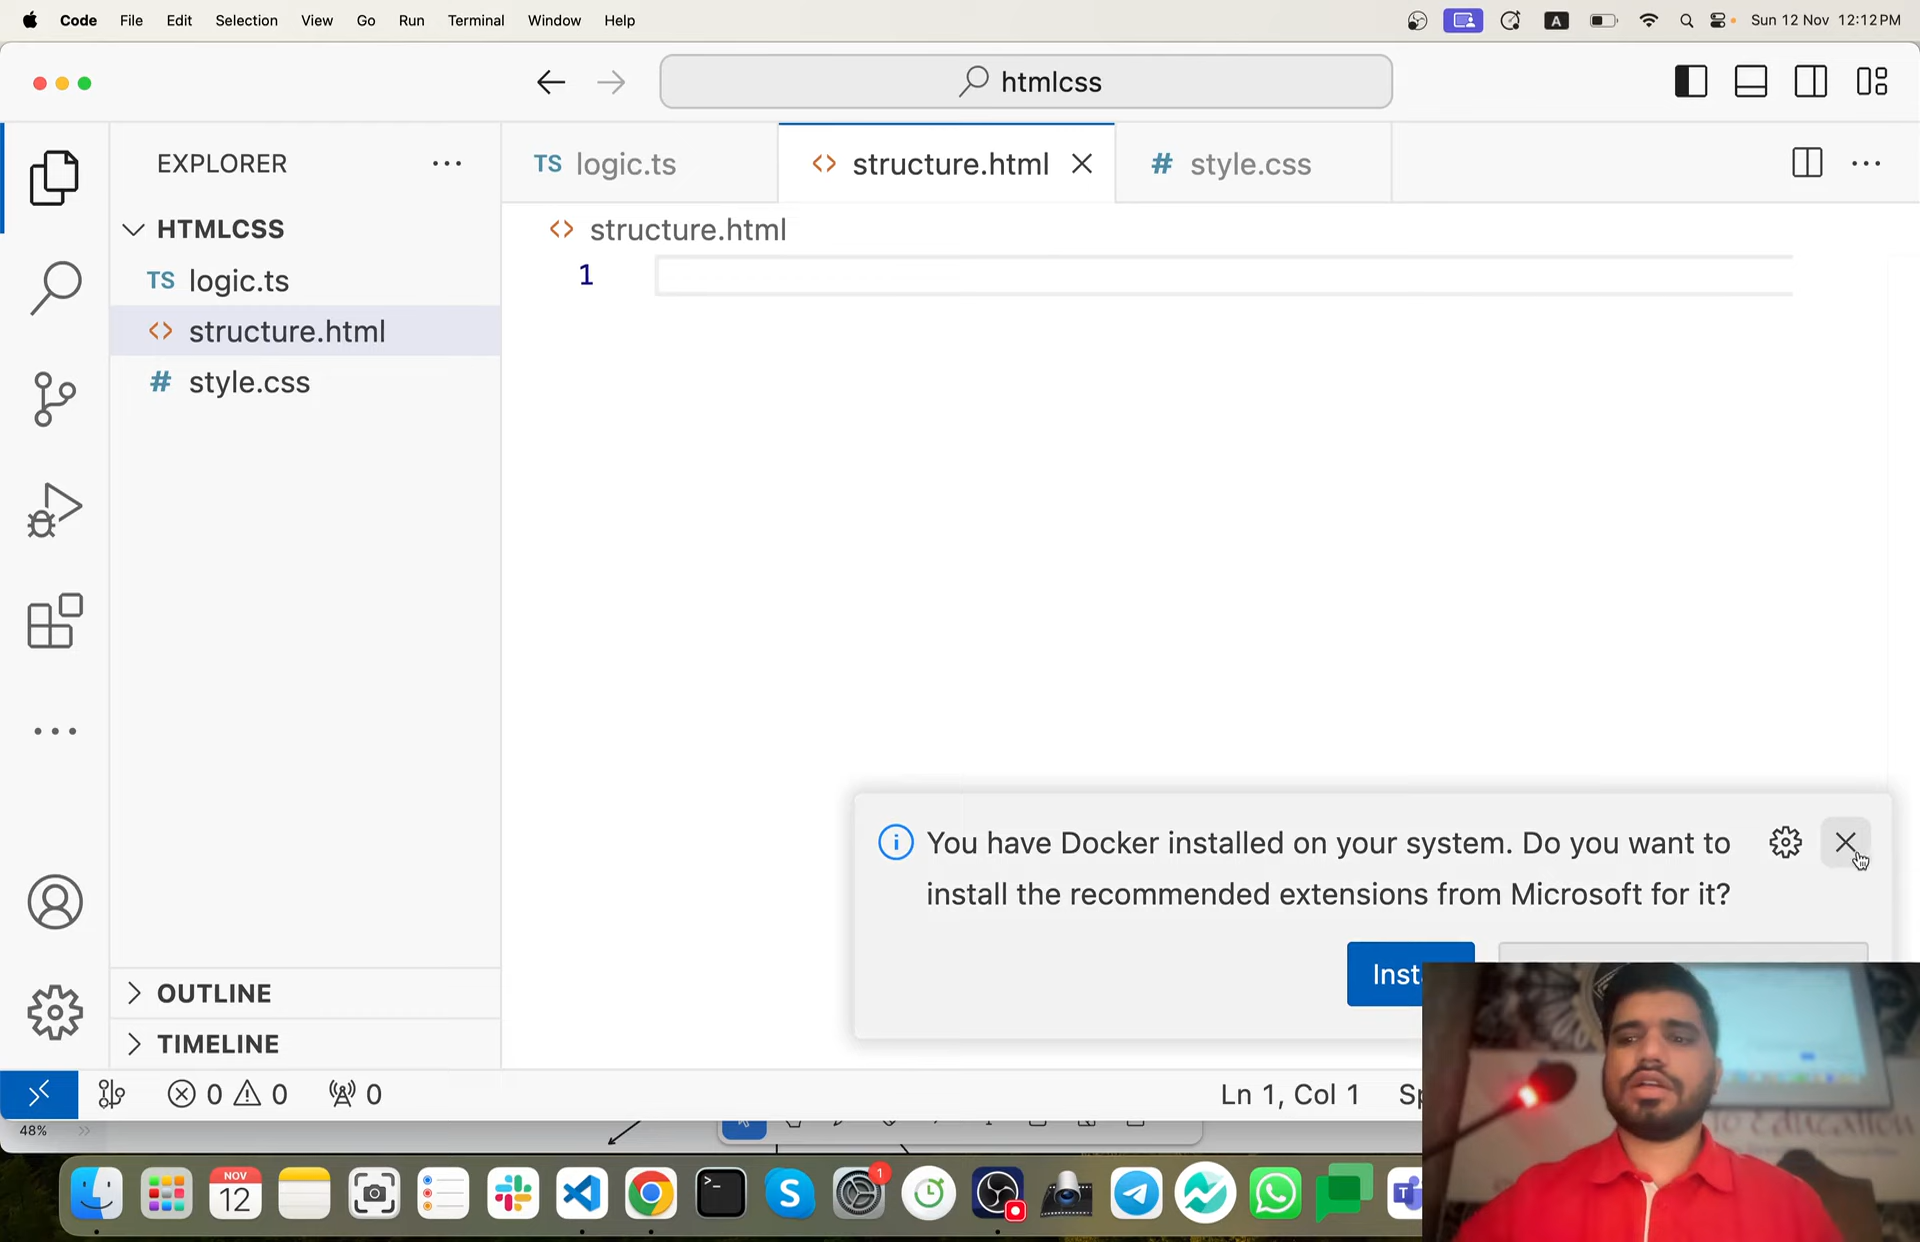 Code File Edit Selection View Go Run Terminal Window Help
A
Sun 12 Nov 12:12 PM
htmlcss
EXPLORER
HTMLCSS
TS logic.ts
<> structure.html
# style.css
OUTLINE
TIMELINE
TS logic.ts
<> structure.html
# style.css
<> structure.html
1
You have Docker installed on your system. Do you want to
install the recommended extensions from Microsoft for it?
Inst
0 0 0
Ln 1, Col 1 Sp
48%
NOV
12
S
1
T